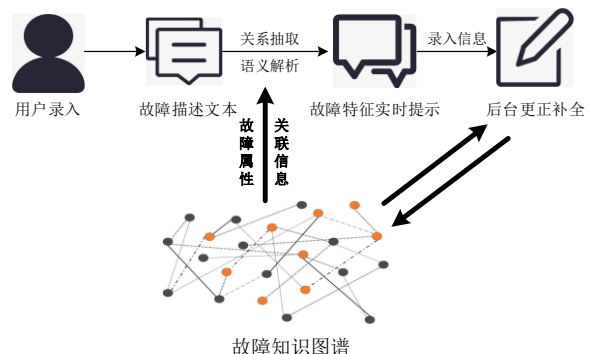 关系抽取
录入信息
语义解析
用户录入
故障描述文本
故障特征实时提示
后台更正补全
故障属性
关联信息
故障知识图谱